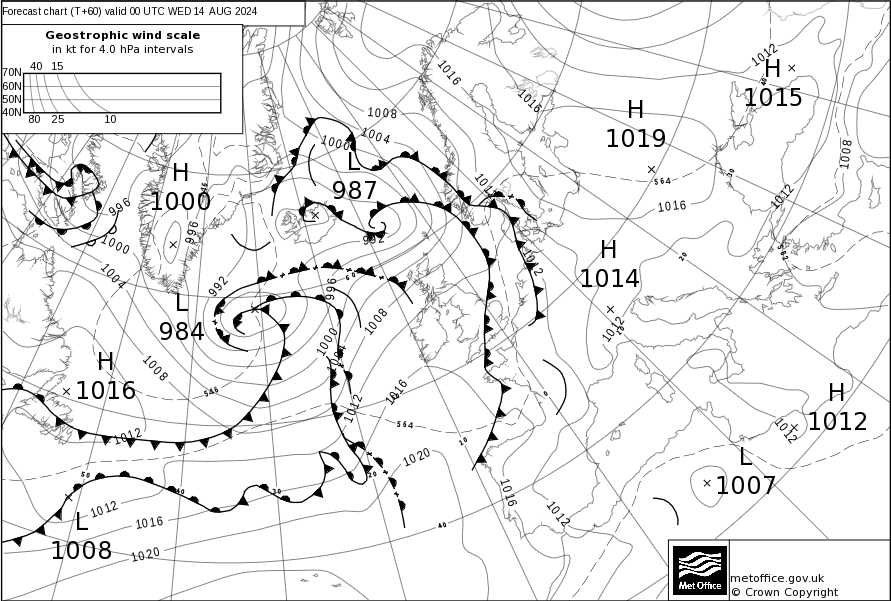 Forecast chart (T+60) valid 00 UTC WED 14 AUG 2024
Geostrophic wind scale
in kt for 4.0 hPa intervals
40 15
70N
60N
50N
40N
80 25 10
1012
H
1015
1016
1016
H
1019
1008
1004
1000
1008
L
987
H
1000
564
1016
1012
996
996
1000
992
H
1014
1012
20
1004
992
996
L
984
1008
1000
1012
H
1016
1008
546
1016
1012
H
1012
1012
564
1012
10
0
L
1007
1020
50
40
30
20
1016
1012
1012
40
1016
L
1008
1020
metoffice.gov.uk
© Crown Copyright
Met Office